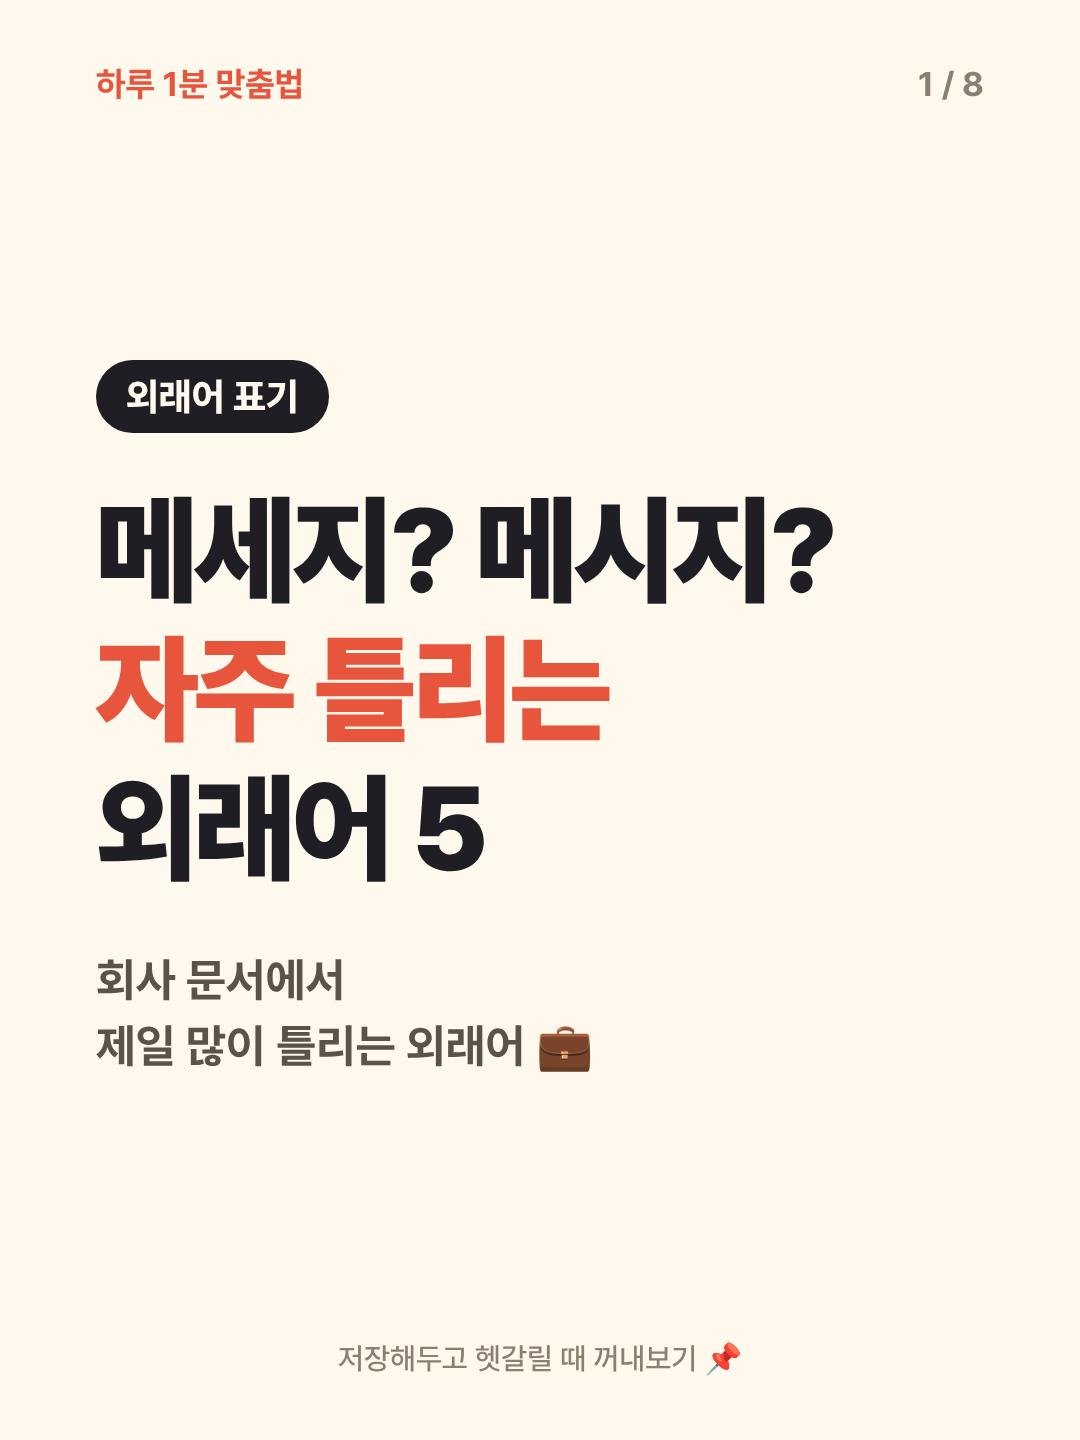 하루 1분 맞춤법
1 / 8
외래어 표기
메세지? 메시지?
자주 틀리는
외래어 5
회사 문서에서
제일 많이 틀리는 외래어 💼
저장해두고 헷갈릴 때 꺼내보기 📌